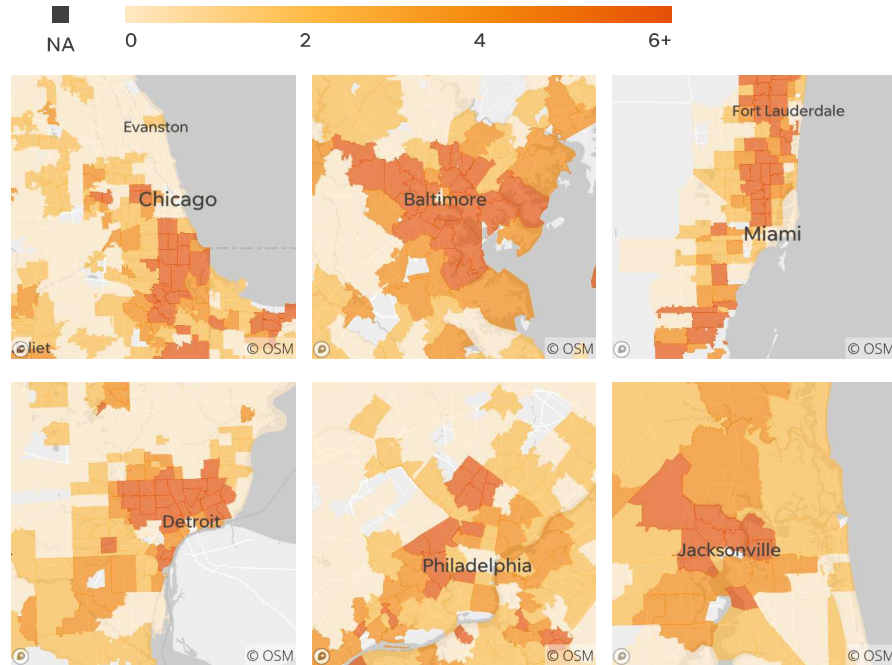 NA
0 2 4 6+
Evanston
Chicago
liet
© OSM
Baltimore
© OSM
Fort Lauderdale
Miami
© OSM
Detroit
© OSM
Philadelphia
© OSM
Jacksonville
© OSM